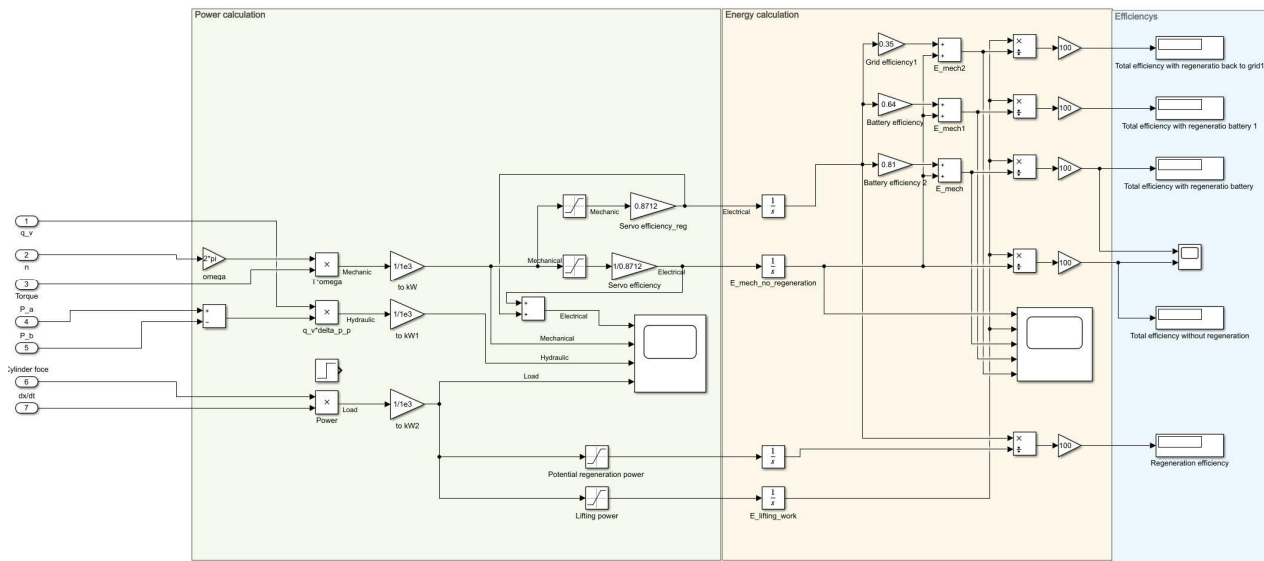 Power calculation
Energy calculation
Efficiencys
0.35
Grid efficiency1
E_mech2
100
Total efficiency with regeneratio back to grid1
0.64
Battery efficiency
E_mech1
100
Total efficiency with regeneratio battery 1
0.81
Battery efficiency 2
E_mech
100
Total efficiency with regeneratio battery
1
q_v
Mechanic
0.8712
Servo efficiency_reg
Electrical
1
s
2
n
2*pi
omega
3
Torque
T*omega
Mechanic
1/1e3
to kW
Mechanical
1/0.8712
Servo efficiency
Electrical
1
s
E_mech_no_regeneration
100
P_a
4
P_b
5
q_v*delta_p_p
Hydraulic
1/1e3
to kW1
Electrical
Mechanical
Hydraulic
Load
Total efficiency without regeneration
Cylinder foce
6
dx/dt
7
Power
Load
1/1e3
to kW2
Potential regeneration power
1
s
100
Regeneration efficiency
Lifting power
1
s
E_lifting_work